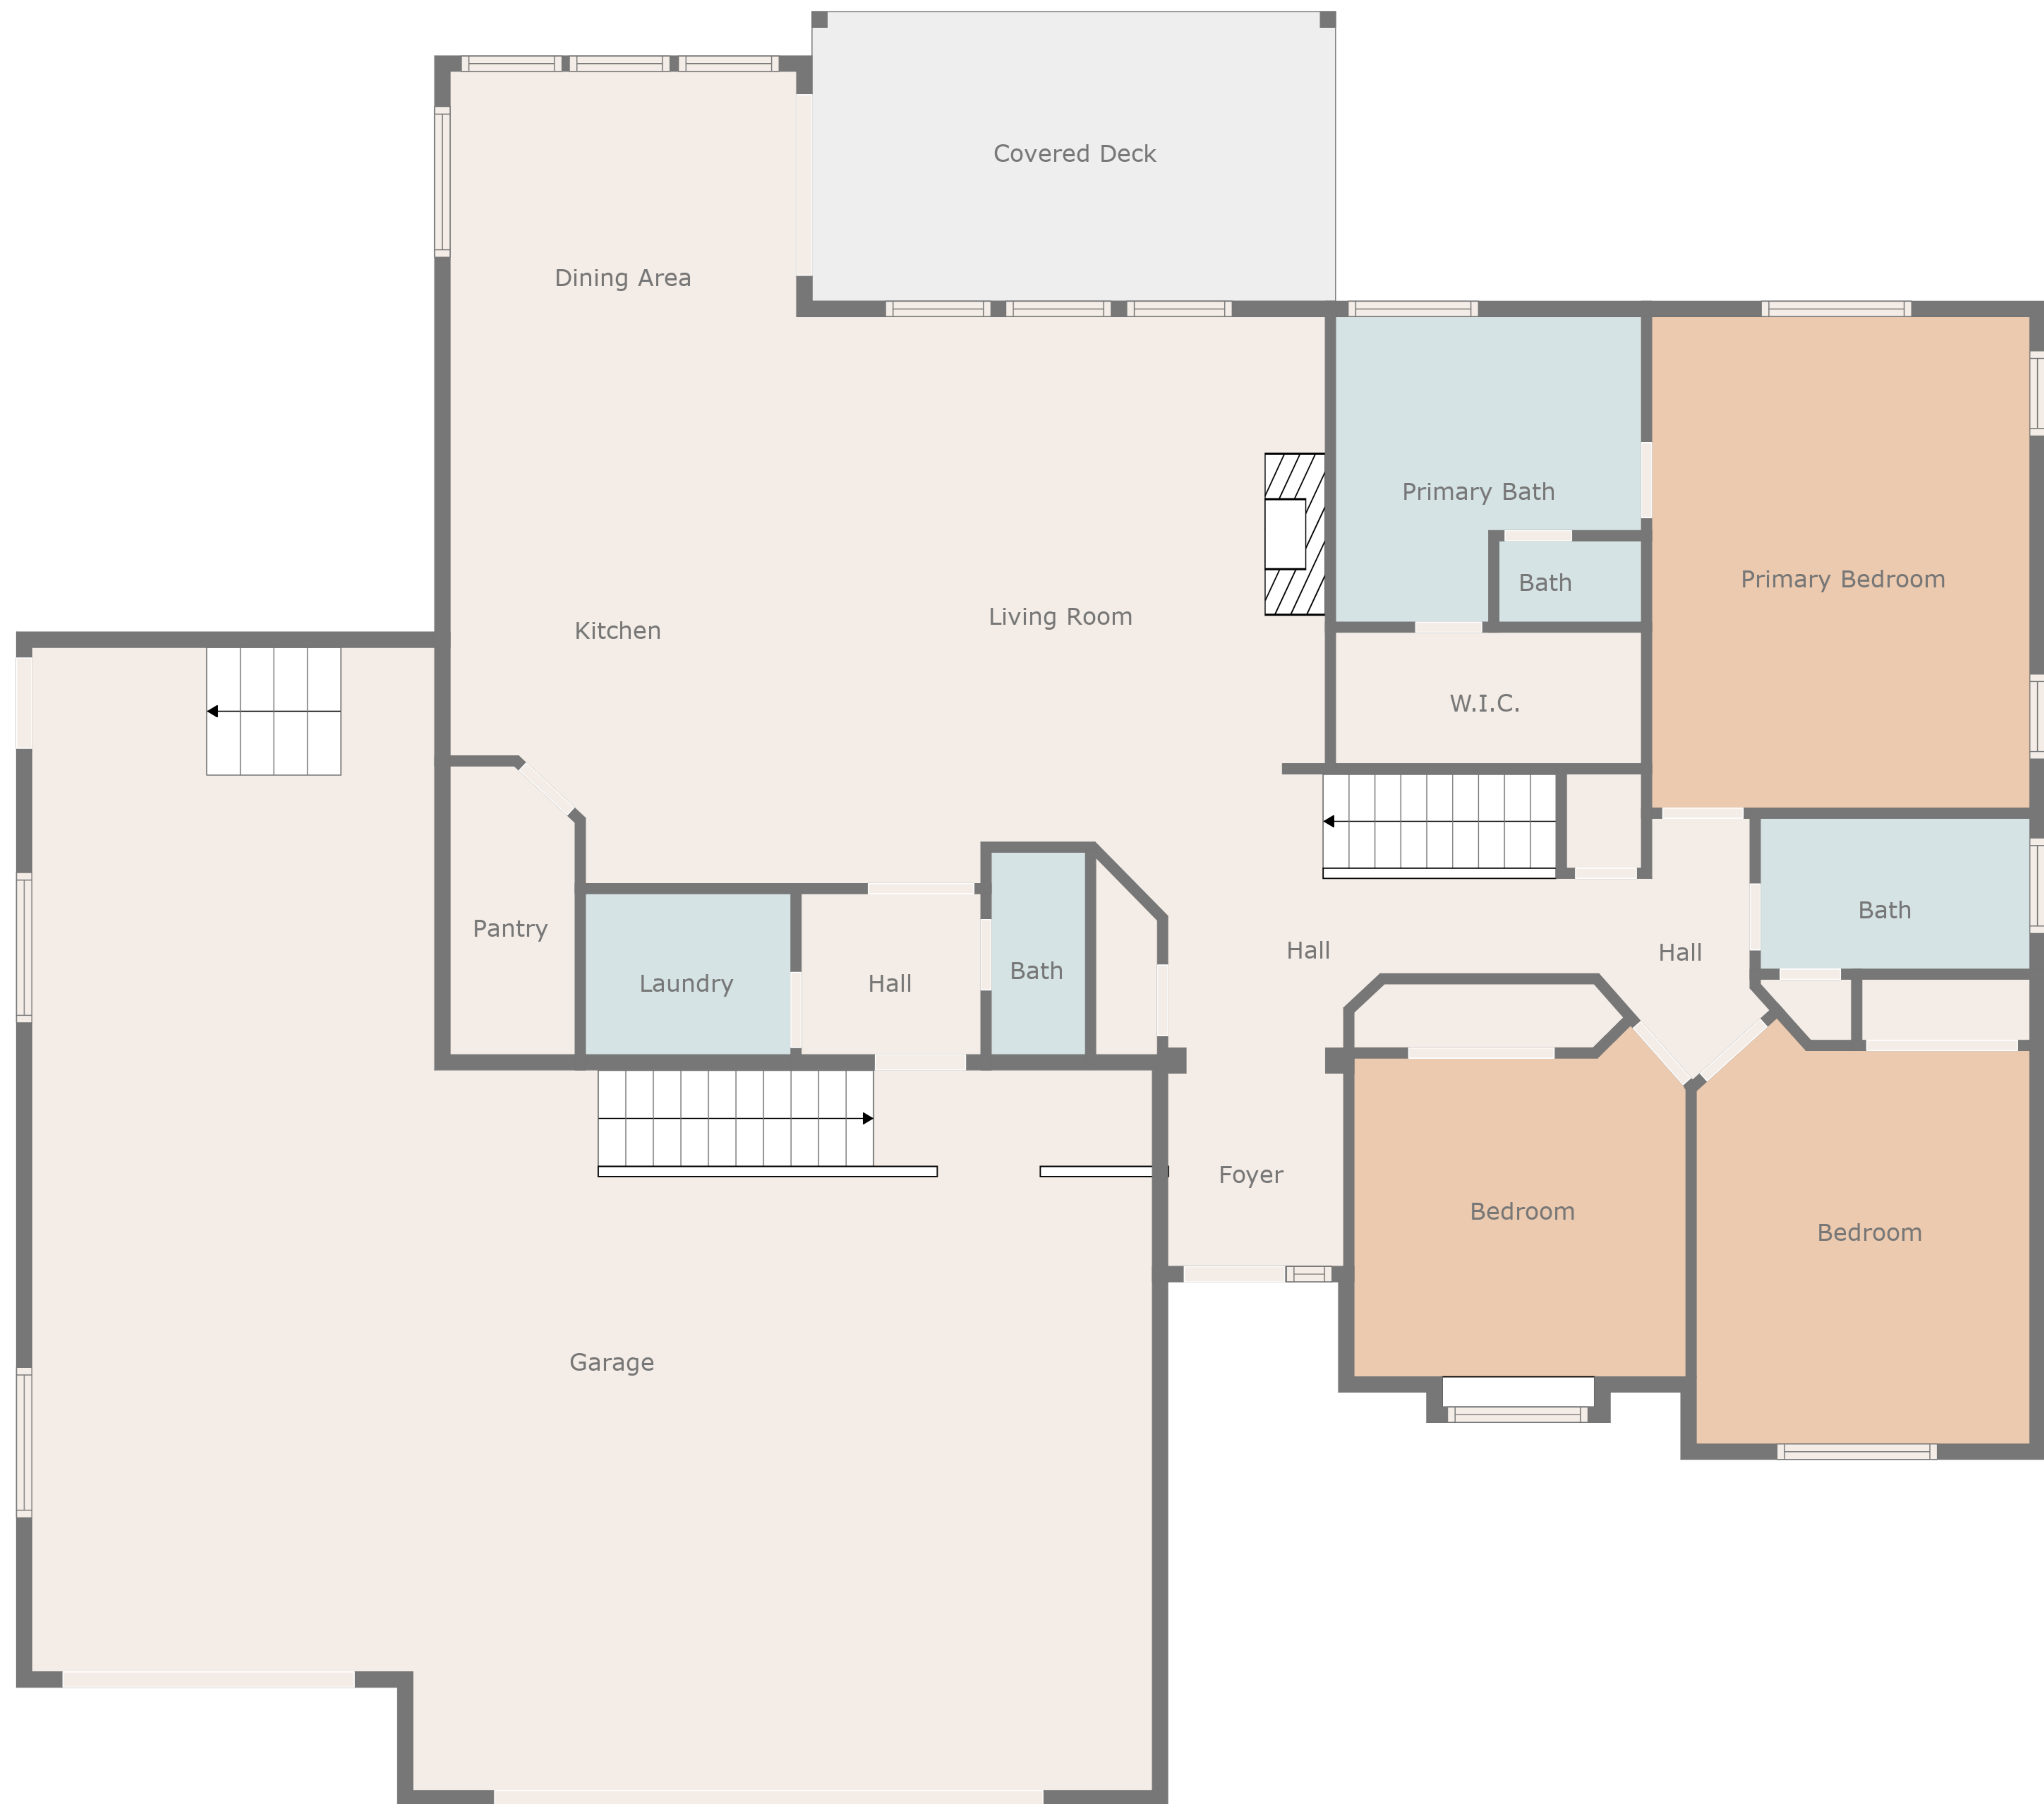 Covered Deck
Dining Area
Primary Bath
Primary Bedroom
Bath
Living Room
Kitchen
W.I.C.
Bath
Pantry
Hall
Hall
Bath
Laundry
Hall
Foyer
Bedroom
Bedroom
Garage